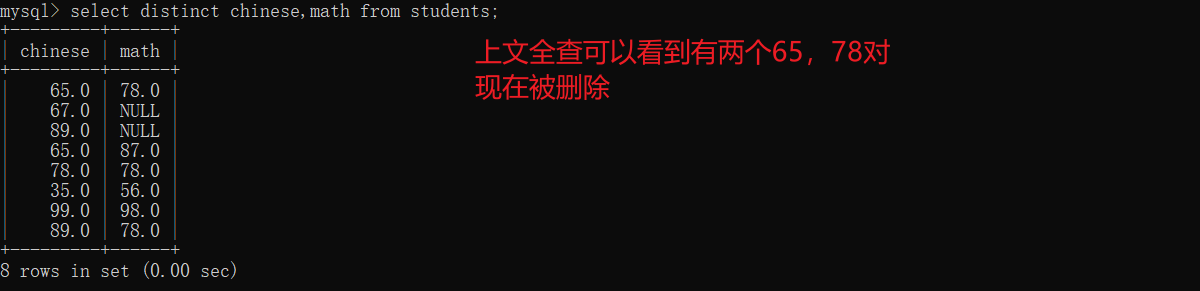 mysql> select distinct chinese,math from students;
+---------+------+
| chinese | math |
+---------+------+
| 65.0 | 78.0 |
| 67.0 | NULL |
| 89.0 | NULL |
| 65.0 | 87.0 |
| 78.0 | 78.0 |
| 35.0 | 56.0 |
| 99.0 | 98.0 |
| 89.0 | 78.0 |
+---------+------+
8 rows in set (0.00 sec)
上文全查可以看到有两个65，78对
现在被删除